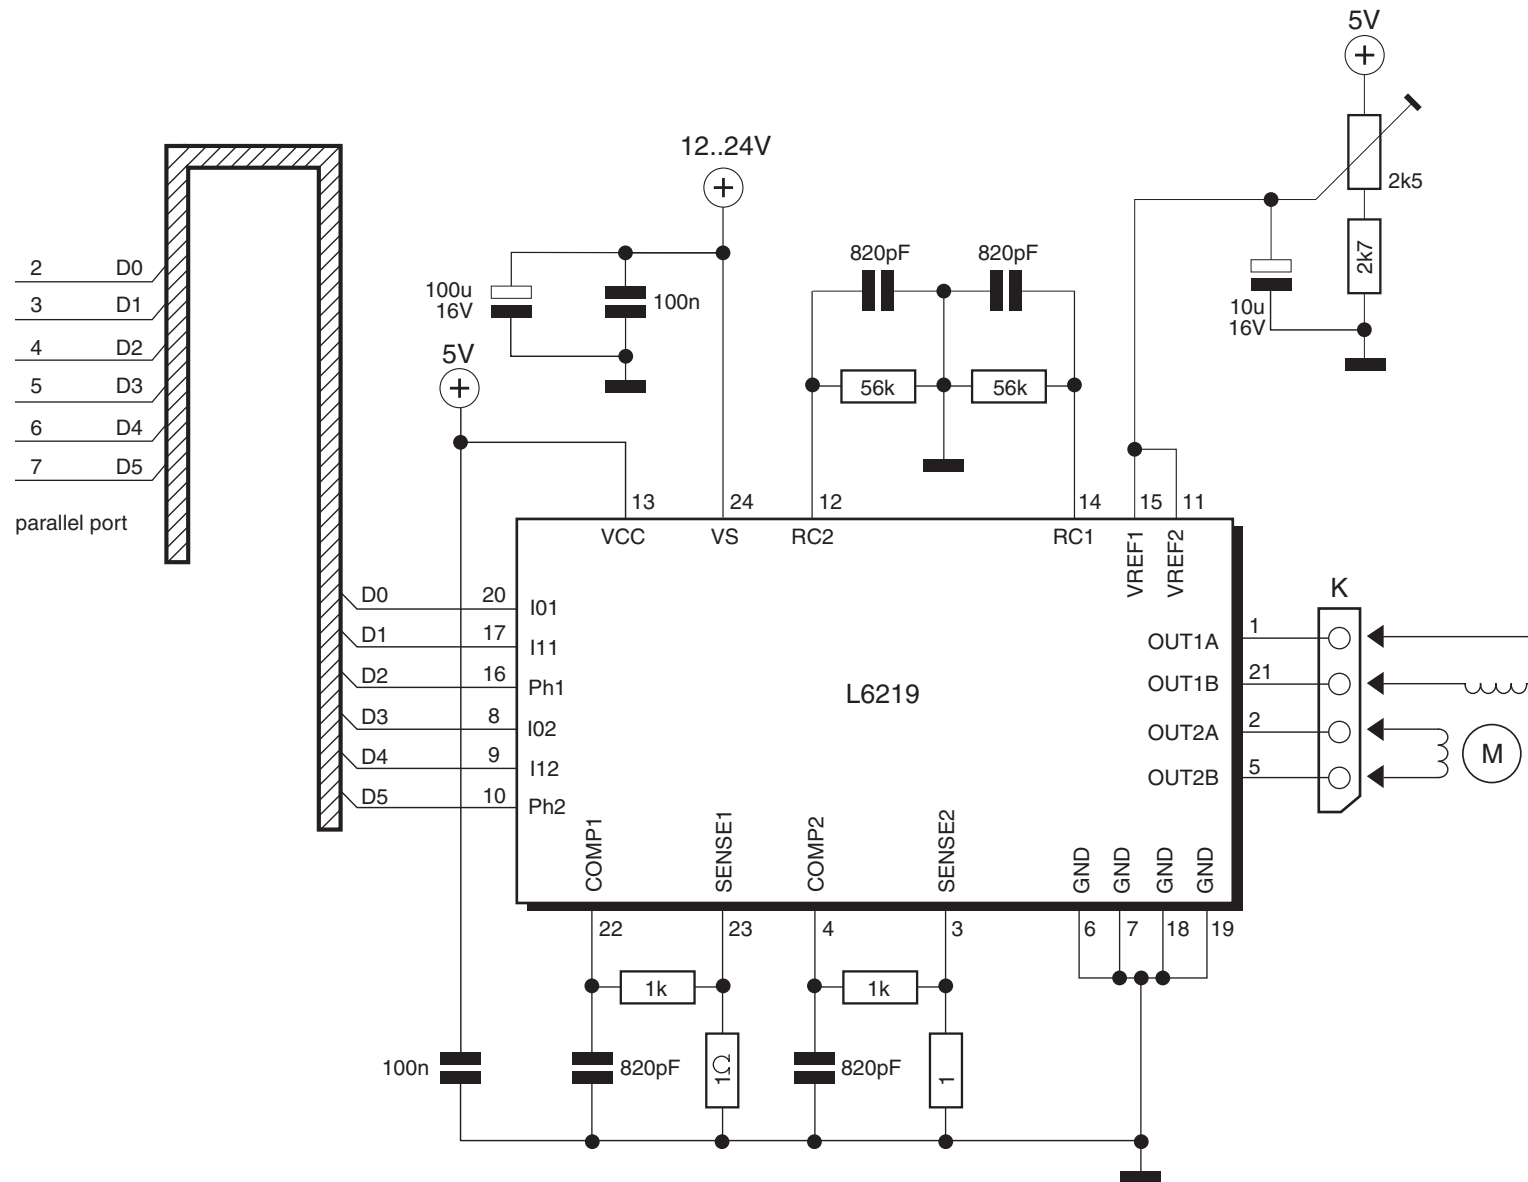 5V
12..24V
2k5
2k7
10u
16V
820pF 820pF
100u
16V
100n
5V
56k 56k
2 D0
3 D1
4 D2
5 D3
6 D4
7 D5
parallel port
13 24 12 14 15 11
VCC VS RC2 RC1 VREF1 VREF2
D0 20 I01
D1 17 I11
D2 16 Ph1
D3 8 I02
D4 9 I12
D5 10 Ph2
L6219
K
OUT1A 1
OUT1B 21
OUT2A 2
OUT2B 5
M
COMP1 SENSE1 COMP2 SENSE2 GND GND GND GND
22 23 4 3 6 7 18 19
1k 1k
100n 820pF 1Ω 820pF 1